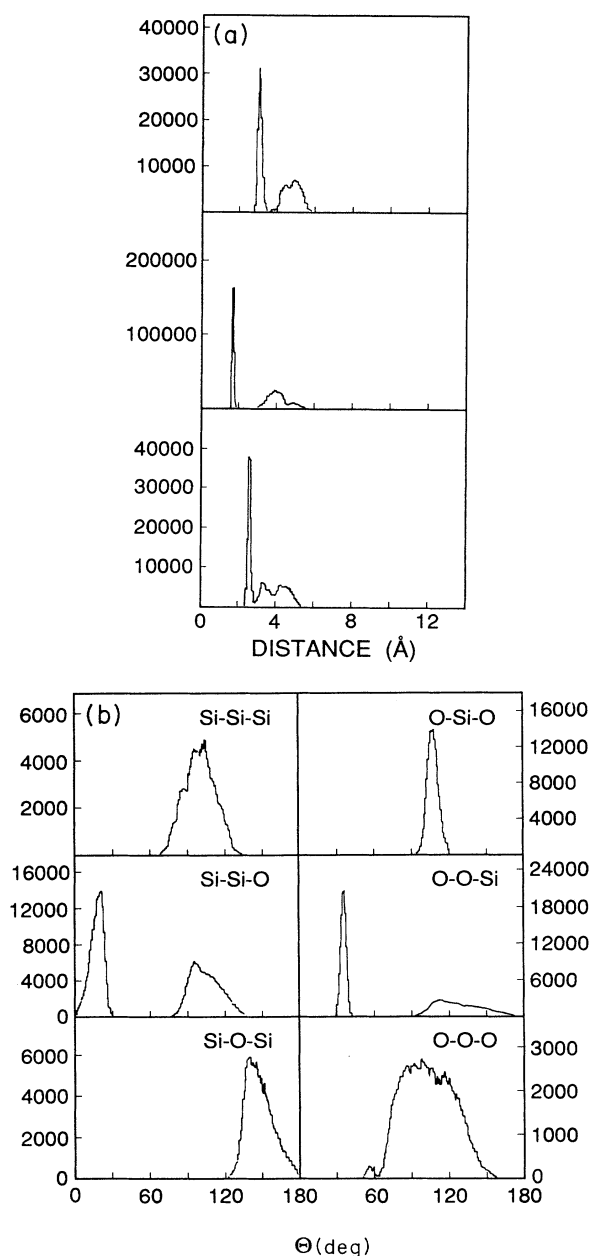 (a)
40000
30000
20000
10000
200000
100000
40000
30000
20000
10000
0 4 8 12
DISTANCE (Å)
(b)
6000 Si-Si-Si O-Si-O 16000
4000 12000
2000 8000
4000
16000 Si-Si-O O-O-Si 24000
12000 18000
8000 12000
4000 6000
0
6000 Si-O-Si O-O-O 3000
4000 2000
2000 1000
0 0
0 60 120 180 60 120 180
Θ(deg)